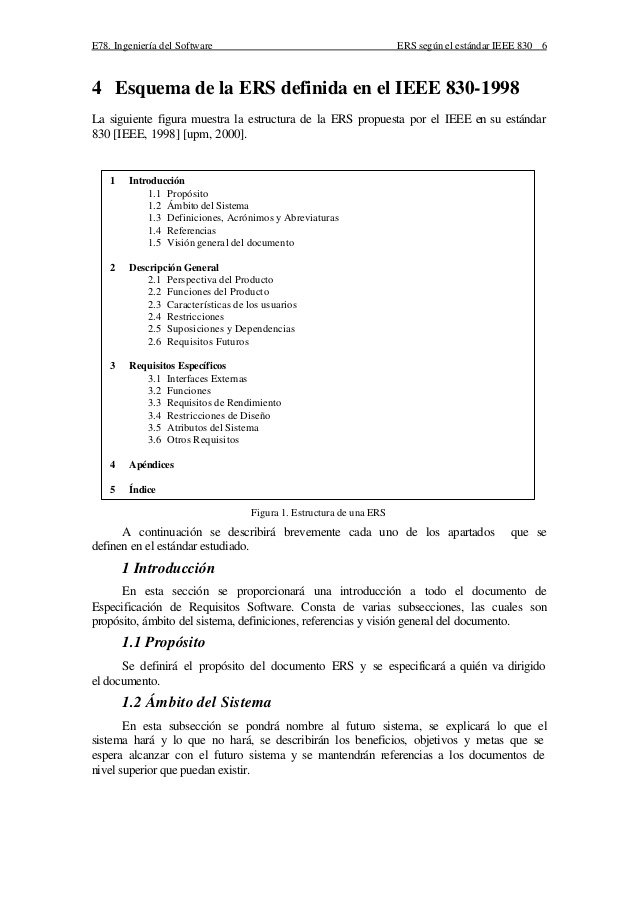 E78. Ingeniería del Software ERS según el estándar IEEE 830 6
4 Esquema de la ERS definida en el IEEE 830-1998
La siguiente figura muestra la estructura de la ERS propuesta por el IEEE en su estándar
830 [IEEE, 1998] [upm, 2000].
1 Introducción
1.1 Propósito
1.2 Ámbito del Sistema
1.3 Definiciones, Acrónimos y Abreviaturas
1.4 Referencias
1.5 Visión general del documento
2 Descripción General
2.1 Perspectiva del Producto
2.2 Funciones del Producto
2.3 Características de los usuarios
2.4 Restricciones
2.5 Suposiciones y Dependencias
2.6 Requisitos Futuros
3 Requisitos Específicos
3.1 Interfaces Externas
3.2 Funciones
3.3 Requisitos de Rendimiento
3.4 Restricciones de Diseño
3.5 Atributos del Sistema
3.6 Otros Requisitos
4 Apéndices
5 Índice
Figura 1. Estructura de una ERS
A continuación se describirá brevemente cada uno de los apartados que se
definen en el estándar estudiado.
1 Introducción
En esta sección se proporcionará una introducción a todo el documento de
Especificación de Requisitos Software. Consta de varias subsecciones, las cuales son
propósito, ámbito del sistema, definiciones, referencias y visión general del documento.
1.1 Propósito
Se definirá el propósito del documento ERS y se especificará a quién va dirigido
el documento.
1.2 Ámbito del Sistema
En esta subsección se pondrá nombre al futuro sistema, se explicará lo que el
sistema hará y lo que no hará, se describirán los beneficios, objetivos y metas que se
espera alcanzar con el futuro sistema y se mantendrán referencias a los documentos de
nivel superior que puedan existir.